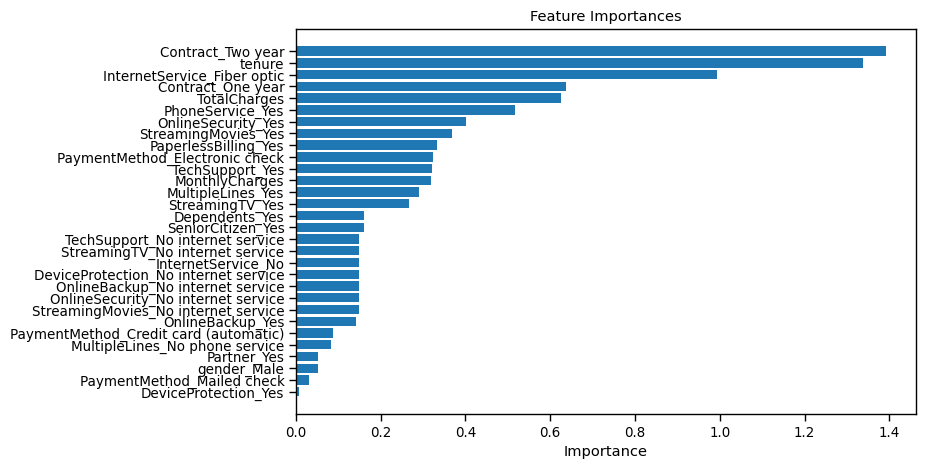 Feature Importances
Contract_Two year
tenure
InternetService_Fiber optic
Contract_One year
TotalCharges
PhoneService_Yes
OnlineSecurity_Yes
StreamingMovies_Yes
PaperlessBilling_Yes
PaymentMethod_Electronic check
TechSupport_Yes
MonthlyCharges
MultipleLines_Yes
StreamingTV_Yes
Dependents_Yes
SeniorCitizen_Yes
TechSupport_No internet service
StreamingTV_No internet service
InternetService_No
DeviceProtection_No internet service
OnlineBackup_No internet service
OnlineSecurity_No internet service
StreamingMovies_No internet service
OnlineBackup_Yes
PaymentMethod_Credit card (automatic)
MultipleLines_No phone service
Partner_Yes
gender_Male
PaymentMethod_Mailed check
DeviceProtection_Yes
0.0 0.2 0.4 0.6 0.8 1.0 1.2 1.4
Importance